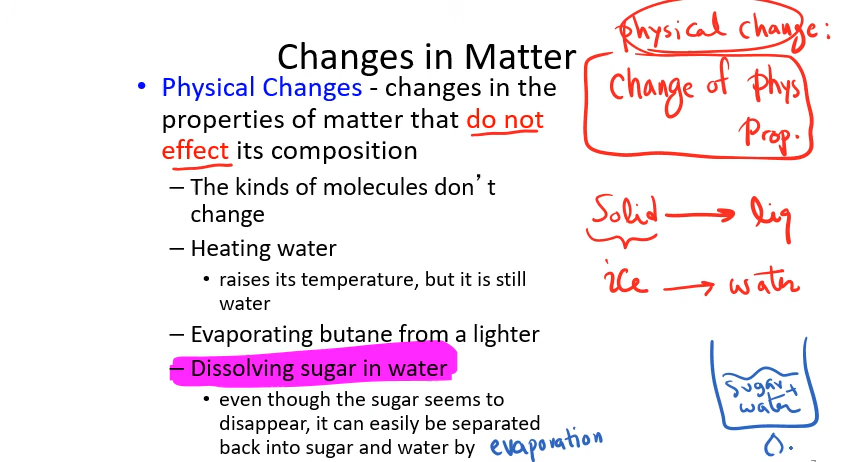 Changes in Matter
• Physical Changes - changes in the
properties of matter that do not
effect its composition
– The kinds of molecules don’t
change
– Heating water
• raises its temperature, but it is still
water
– Evaporating butane from a lighter
– Dissolving sugar in water
• even though the sugar seems to
disappear, it can easily be separated
back into sugar and water by evaporation
physical change:
Change of phys
Prop.
Solid → liq
ice → water
sugar +
water